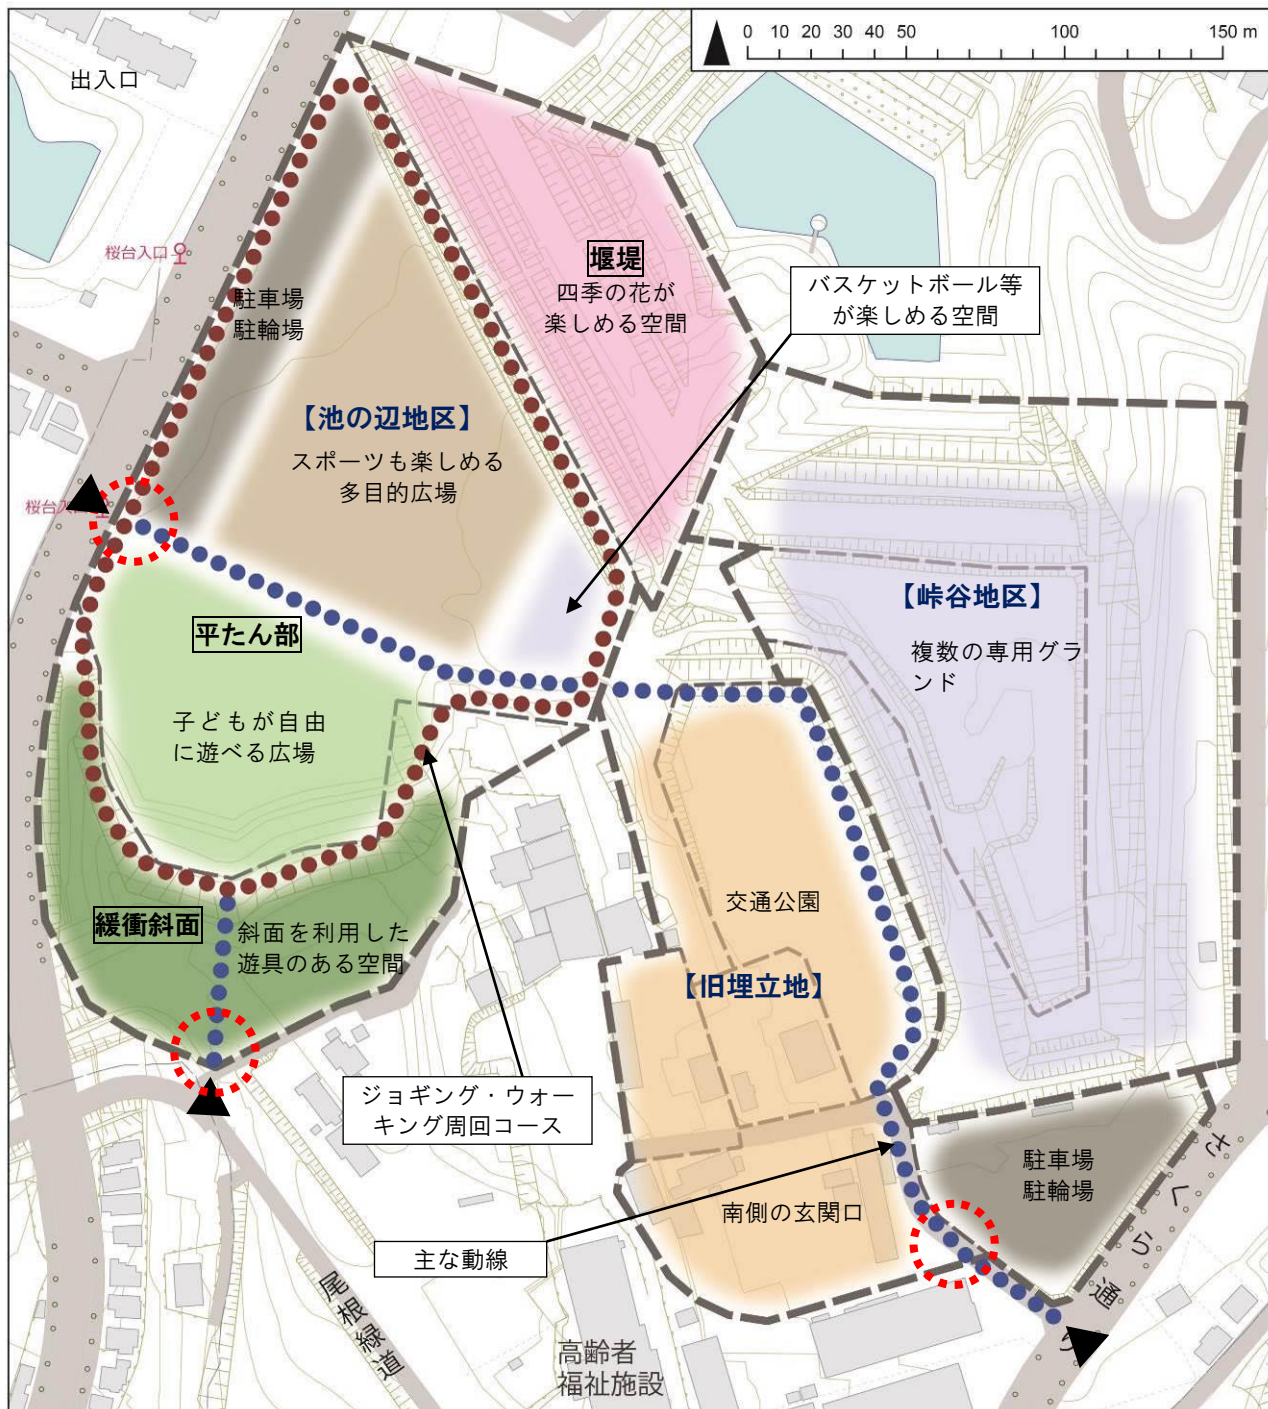 0 10 20 30 40 50 100 150 m
出入口
桜台入口
堰堤
四季の花が
楽しめる空間
バスケットボール等
が楽しめる空間
駐車場
駐輪場
【池の辺地区】
スポーツも楽しめる
多目的広場
桜台入口
【峠谷地区】
複数の専用グラ
ンド
平たん部
子どもが自由
に遊べる広場
交通公園
緩衝斜面
斜面を利用した
遊具のある空間
【旧埋立地】
ジョギング・ウォー
キング周回コース
駐車場
駐輪場
南側の玄関口
主な動線
さくら通り
尾根緑道
高齢者
福祉施設